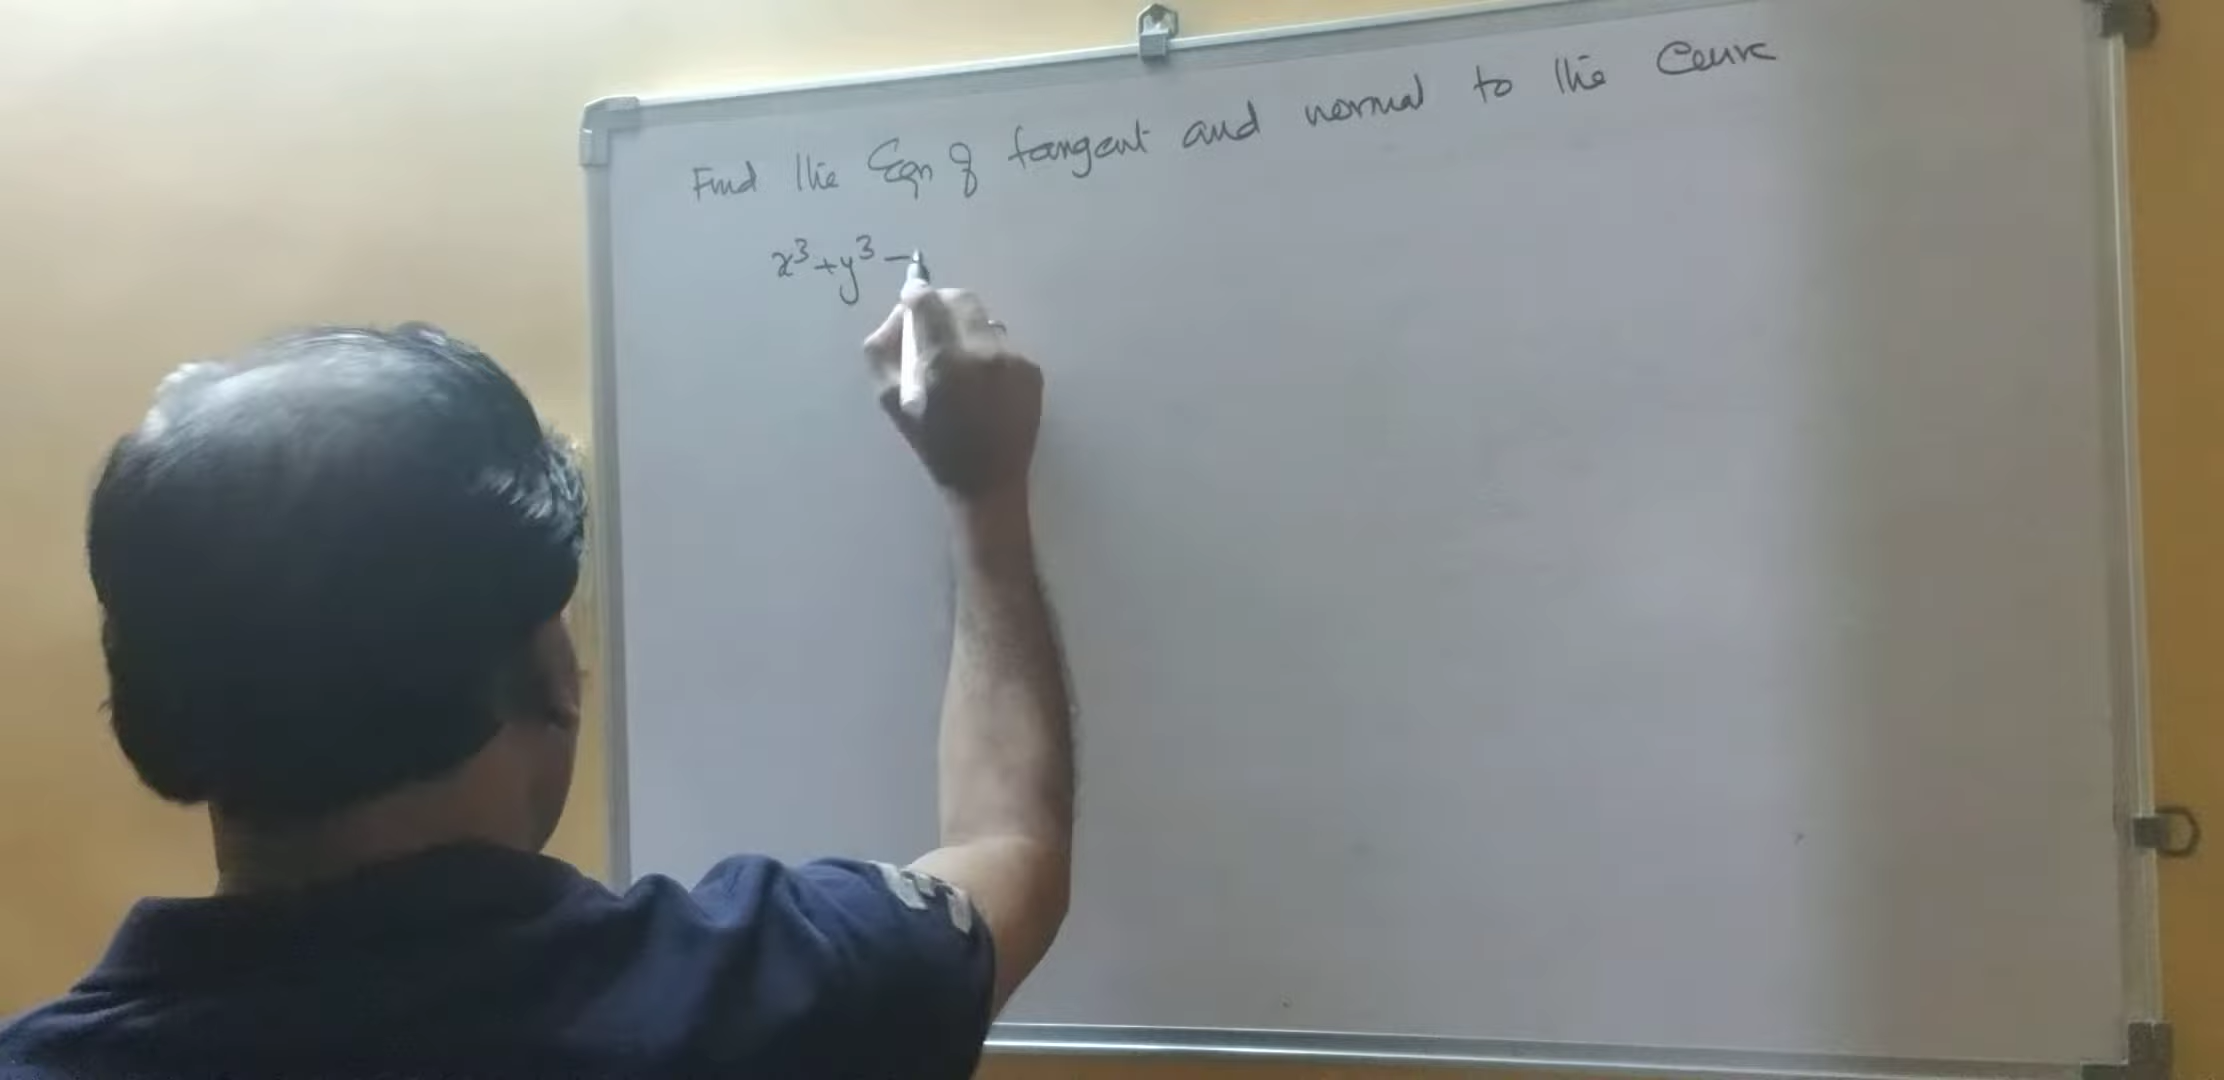 Find the Eqn of tangent and normal to the Curve
x³+y³-